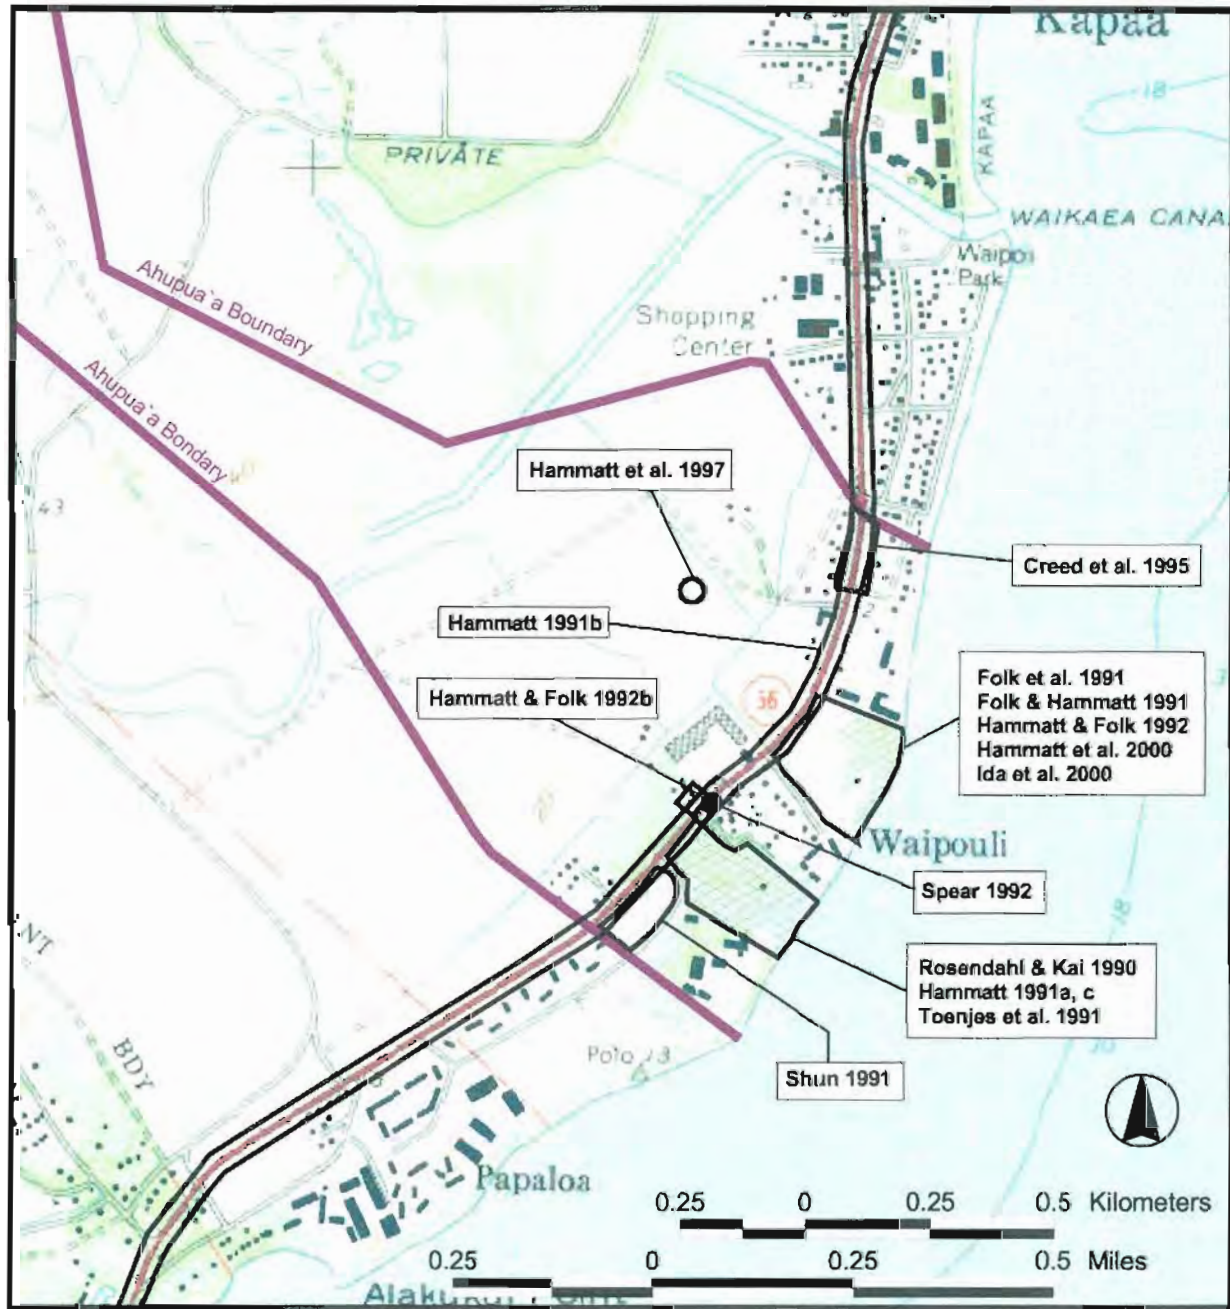 Kapaa
18
PRIVATE
KAPAA
WAIKAEA CANA
Waipou
Park
Ahupua`a Boundary
Shopping
Center
Ahupua`a Bondary
40
43
Hammatt et al. 1997
Creed et al. 1995
Hammatt 1991b
Folk et al. 1991
Folk & Hammatt 1991
Hammatt & Folk 1992
Hammatt et al. 2000
Ida et al. 2000
Hammatt & Folk 1992b
56
Waipouli
Spear 1992
18
NT
BDY
Rosendahl & Kai 1990
Hammatt 1991a, c
Toenjes et al. 1991
Shun 1991
Papaloa
0.25 0 0.25 0.5 Kilometers
0.25 0 0.25 0.5 Miles